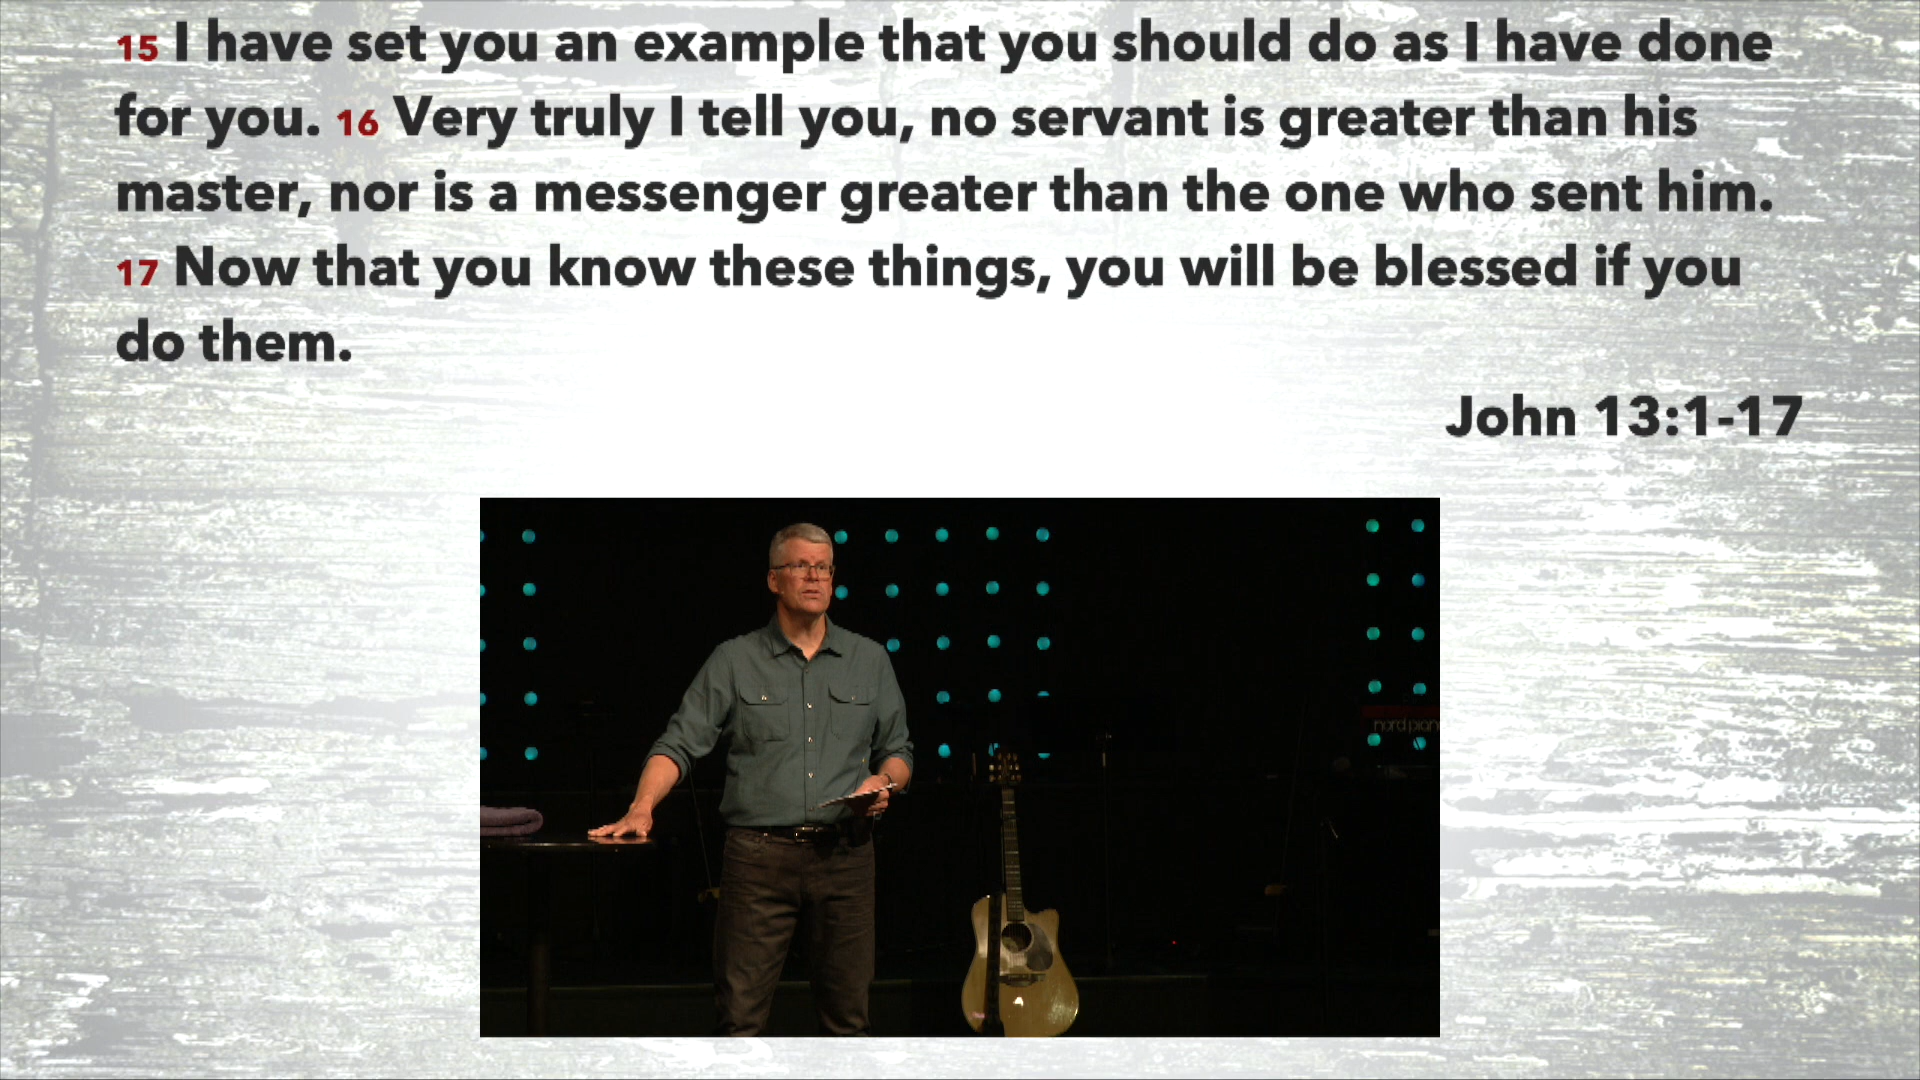 15 I have set you an example that you should do as I have done
for you. 16 Very truly I tell you, no servant is greater than his
master, nor is a messenger greater than the one who sent him.
17 Now that you know these things, you will be blessed if you
do them.
John 13:1-17
nord pian